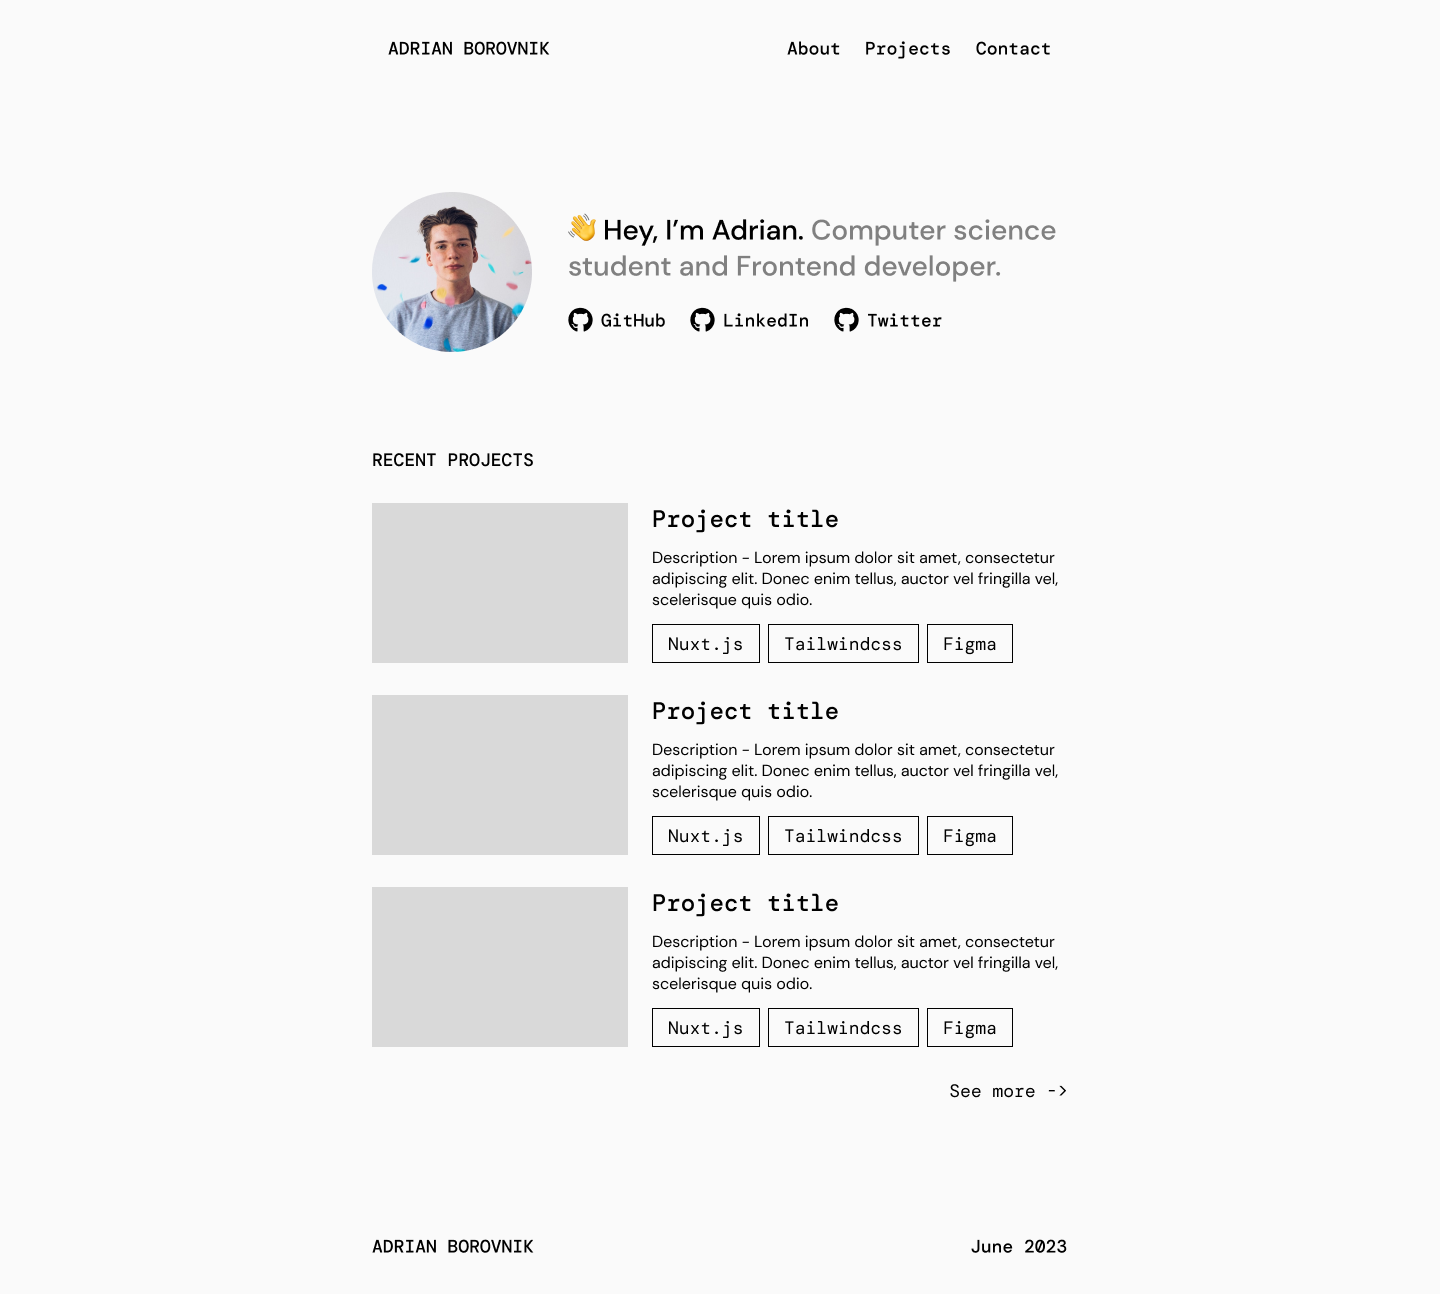 ADRIAN BOROVNIK
About Projects Contact
👋 Hey, I’m Adrian. Computer science
student and Frontend developer.
GitHub LinkedIn Twitter
RECENT PROJECTS
Project title
Description - Lorem ipsum dolor sit amet, consectetur
adipiscing elit. Donec enim tellus, auctor vel fringilla vel,
scelerisque quis odio.
Nuxt.js Tailwindcss Figma
Project title
Description - Lorem ipsum dolor sit amet, consectetur
adipiscing elit. Donec enim tellus, auctor vel fringilla vel,
scelerisque quis odio.
Nuxt.js Tailwindcss Figma
Project title
Description - Lorem ipsum dolor sit amet, consectetur
adipiscing elit. Donec enim tellus, auctor vel fringilla vel,
scelerisque quis odio.
Nuxt.js Tailwindcss Figma
See more ->
ADRIAN BOROVNIK
June 2023